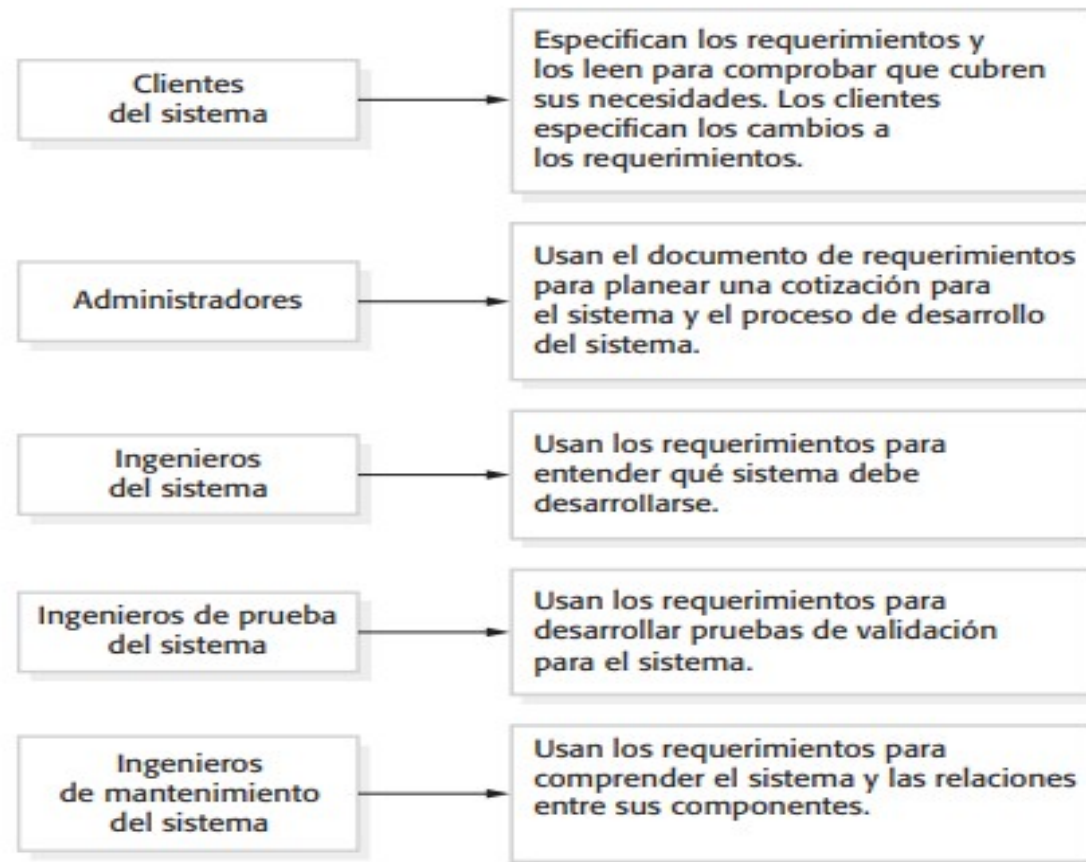 Clientes
del sistema
Especifican los requerimientos y
los leen para comprobar que cubren
sus necesidades. Los clientes
especifican los cambios a
los requerimientos.
Administradores
Usan el documento de requerimientos
para planear una cotización para
el sistema y el proceso de desarrollo
del sistema.
Ingenieros
del sistema
Usan los requerimientos para
entender qué sistema debe
desarrollarse.
Ingenieros de prueba
del sistema
Usan los requerimientos para
desarrollar pruebas de validación
para el sistema.
Ingenieros
de mantenimiento
del sistema
Usan los requerimientos para
comprender el sistema y las relaciones
entre sus componentes.